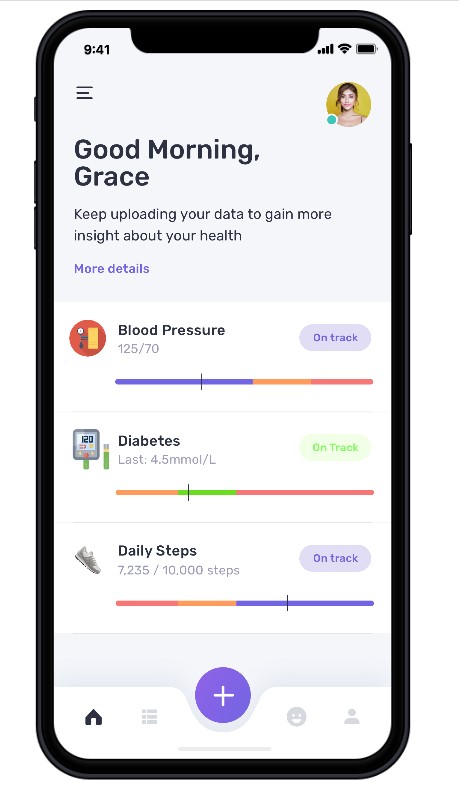 9:41
Good Morning,
Grace
Keep uploading your data to gain more
insight about your health
More details
Blood Pressure
125/70
On track
120
Diabetes
Last: 4.5mmol/L
On Track
Daily Steps
7,235 / 10,000 steps
On track